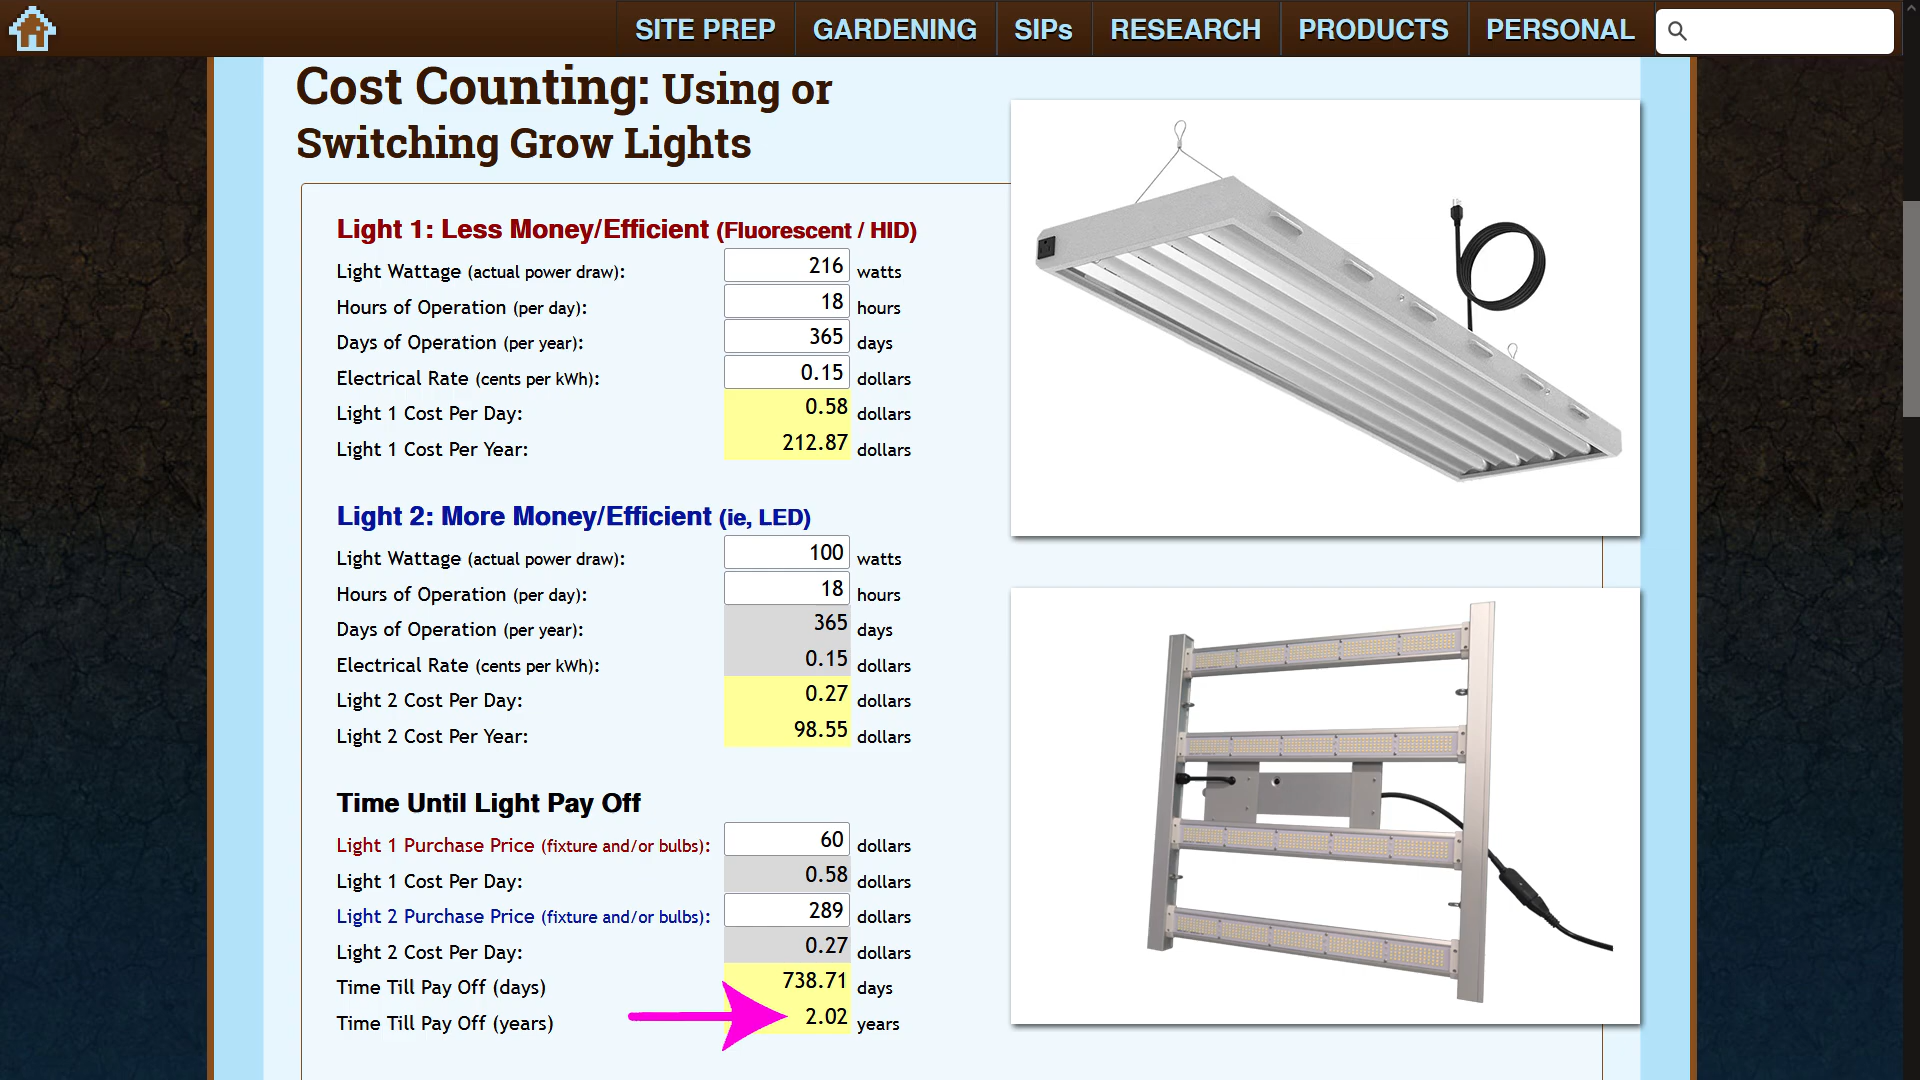 SITE PREP GARDENING SIPs RESEARCH PRODUCTS PERSONAL
Cost Counting: Using or
Switching Grow Lights
Light 1: Less Money/Efficient (Fluorescent / HID)
Light Wattage (actual power draw): 216 watts
Hours of Operation (per day): 18 hours
Days of Operation (per year): 365 days
Electrical Rate (cents per kWh): 0.15 dollars
Light 1 Cost Per Day: 0.58 dollars
Light 1 Cost Per Year: 212.87 dollars
Light 2: More Money/Efficient (ie, LED)
Light Wattage (actual power draw): 100 watts
Hours of Operation (per day): 18 hours
Days of Operation (per year): 365 days
Electrical Rate (cents per kWh): 0.15 dollars
Light 2 Cost Per Day: 0.27 dollars
Light 2 Cost Per Year: 98.55 dollars
Time Until Light Pay Off
Light 1 Purchase Price (fixture and/or bulbs): 60 dollars
Light 1 Cost Per Day: 0.58 dollars
Light 2 Purchase Price (fixture and/or bulbs): 289 dollars
Light 2 Cost Per Day: 0.27 dollars
Time Till Pay Off (days) 738.71 days
Time Till Pay Off (years) 2.02 years